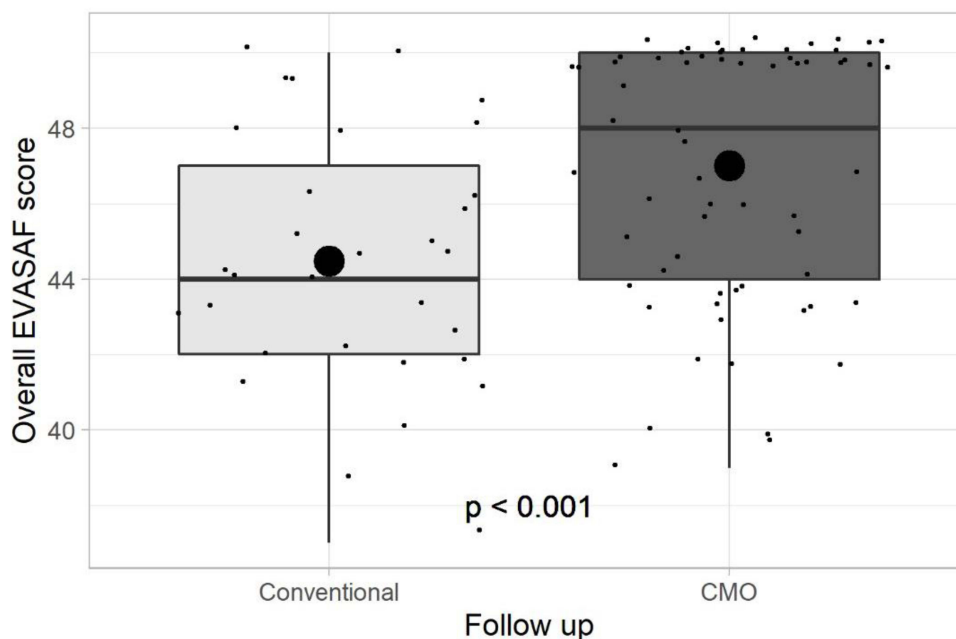 Overall EVASAF score
48
44
40
p < 0.001
Conventional
CMO
Follow up